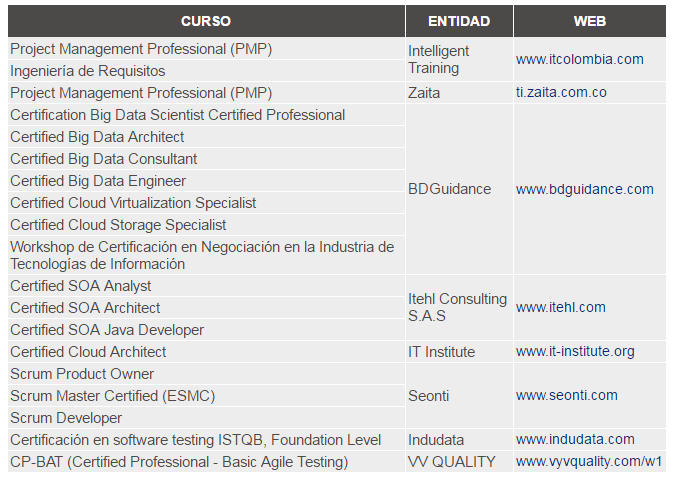 CURSO ENTIDAD WEB
Project Management Professional (PMP)
Ingeniería de Requisitos
Intelligent
Training
www.itcolombia.com
Project Management Professional (PMP) Zaita ti.zaita.com.co
Certification Big Data Scientist Certified Professional
Certified Big Data Architect
Certified Big Data Consultant
Certified Big Data Engineer
Certified Cloud Virtualization Specialist
Certified Cloud Storage Specialist
Workshop de Certificación en Negociación en la Industria de
Tecnologías de Información
BDGuidance
www.bdguidance.com
Certified SOA Analyst
Certified SOA Architect
Certified SOA Java Developer
Itehl Consulting
S.A.S
www.itehl.com
Certified Cloud Architect IT Institute www.it-institute.org
Scrum Product Owner
Scrum Master Certified (ESMC)
Scrum Developer
Seonti
www.seonti.com
Certificación en software testing ISTQB, Foundation Level Indudata www.indudata.com
CP-BAT (Certified Professional - Basic Agile Testing) VV QUALITY www.vyvquality.com/w1